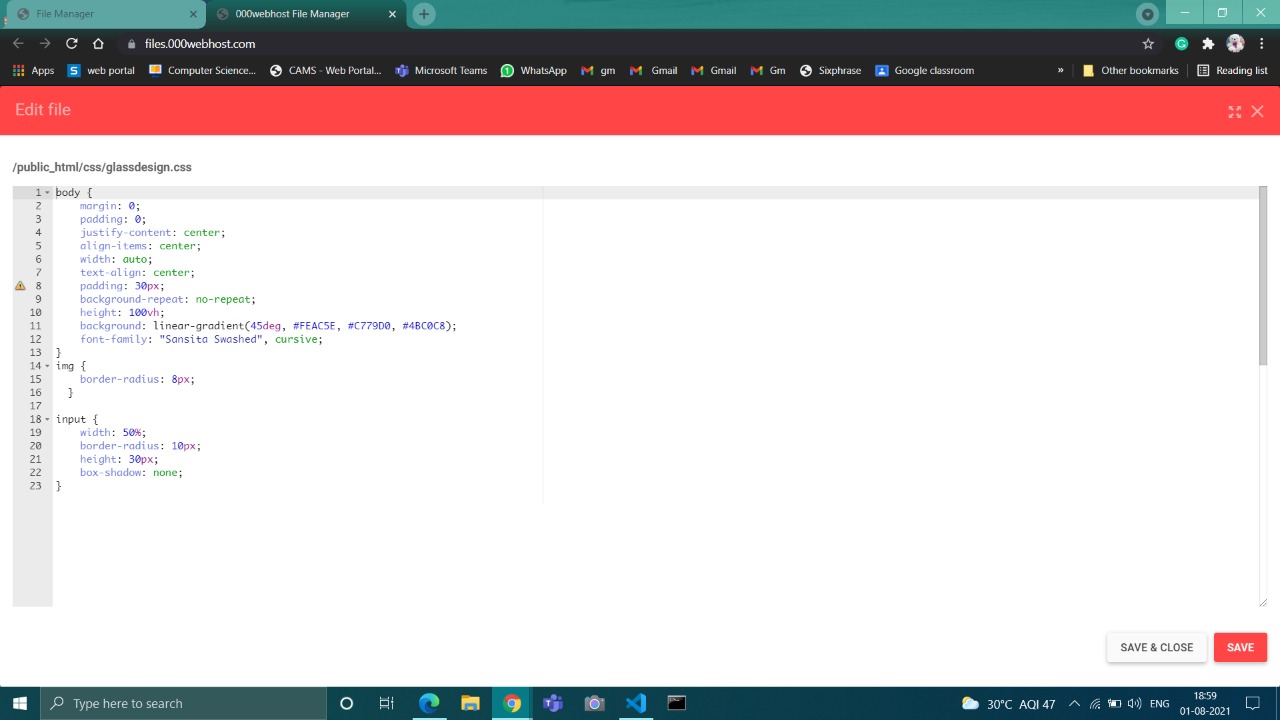 File Manager
000webhost File Manager
files.000webhost.com
Apps
web portal
Computer Science...
CAMS - Web Portal...
Microsoft Teams
WhatsApp
gm
Gmail
Gmail
Gm
Sixphrase
Google classroom
»
Other bookmarks
Reading list
Edit file
/public_html/css/glassdesign.css
1 body {
2 margin: 0;
3 padding: 0;
4 justify-content: center;
5 align-items: center;
6 width: auto;
7 text-align: center;
8 padding: 30px;
9 background-repeat: no-repeat;
10 height: 100vh;
11 background: linear-gradient(45deg, #FEAC5E, #C779D0, #4BC0C8);
12 font-family: "Sansita Swashed", cursive;
13 }
14 img {
15 border-radius: 8px;
16 }
17
18 input {
19 width: 50%;
20 border-radius: 10px;
21 height: 30px;
22 box-shadow: none;
23 }
SAVE & CLOSE
SAVE
Type here to search
30°C AQI 47
ENG
18:59
01-08-2021